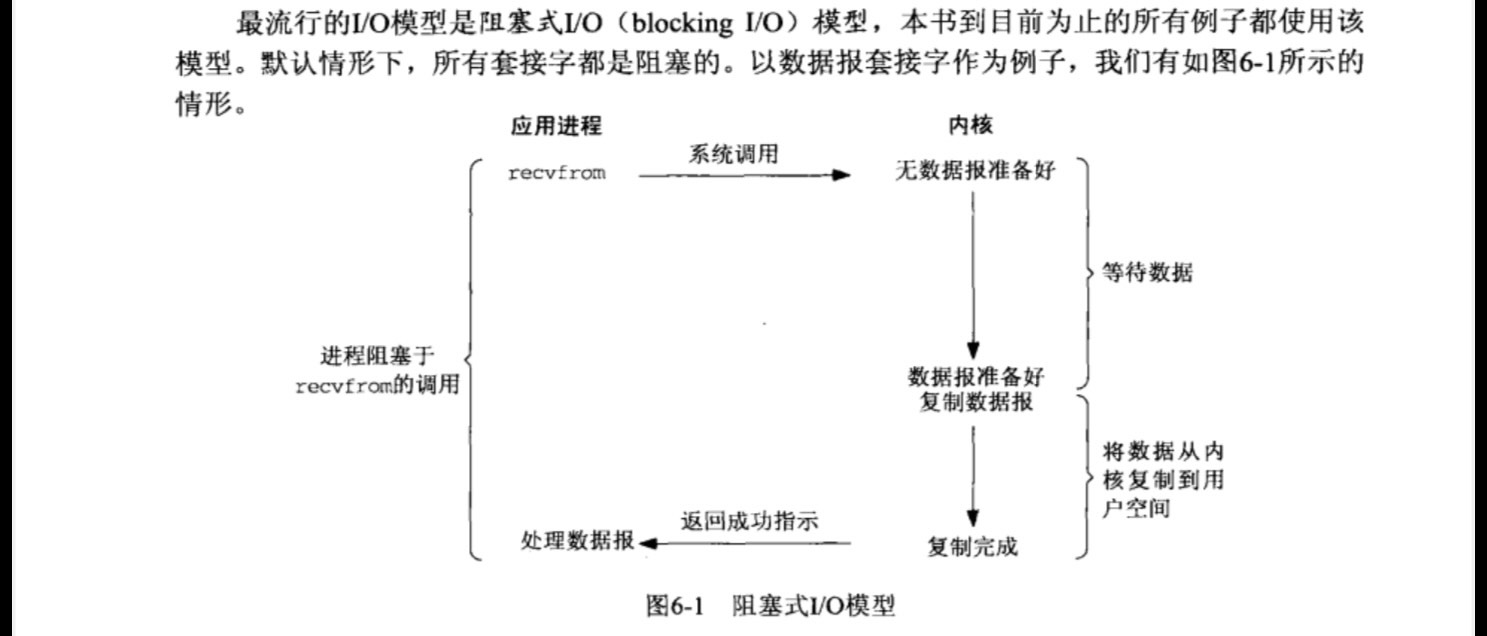 最流行的I/O模型是阻塞式I/O（blocking I/O）模型，本书到目前为止的所有例子都使用该
模型。默认情形下，所有套接字都是阻塞的。以数据报套接字作为例子，我们有如图6-1所示的
情形。
应用进程
内核
系统调用
recvfrom
无数据报准备好
等待数据
进程阻塞于
recvfrom的调用
数据报准备好
复制数据报
将数据从内
核复制到用
户空间
返回成功指示
处理数据报
复制完成
图6-1 阻塞式I/O模型